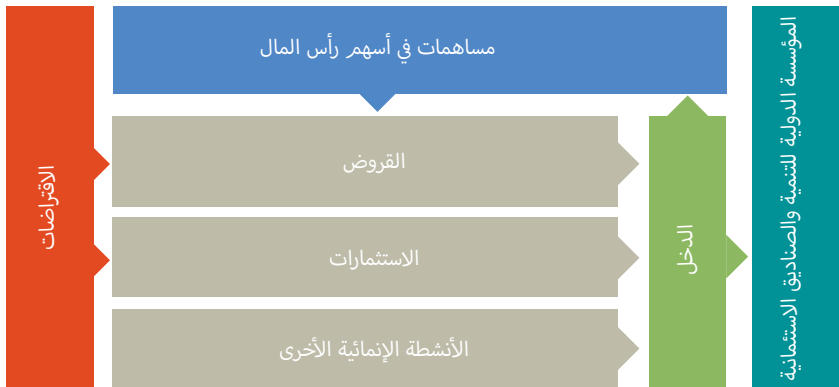 مساهمات في أسهم رأس المال
الاقتراضات
القروض
الاستثمارات
الأنشطة الإنمائية الأخرى
الدخل
المؤسسة الدولية للتنمية والصناديق الاستئمانية